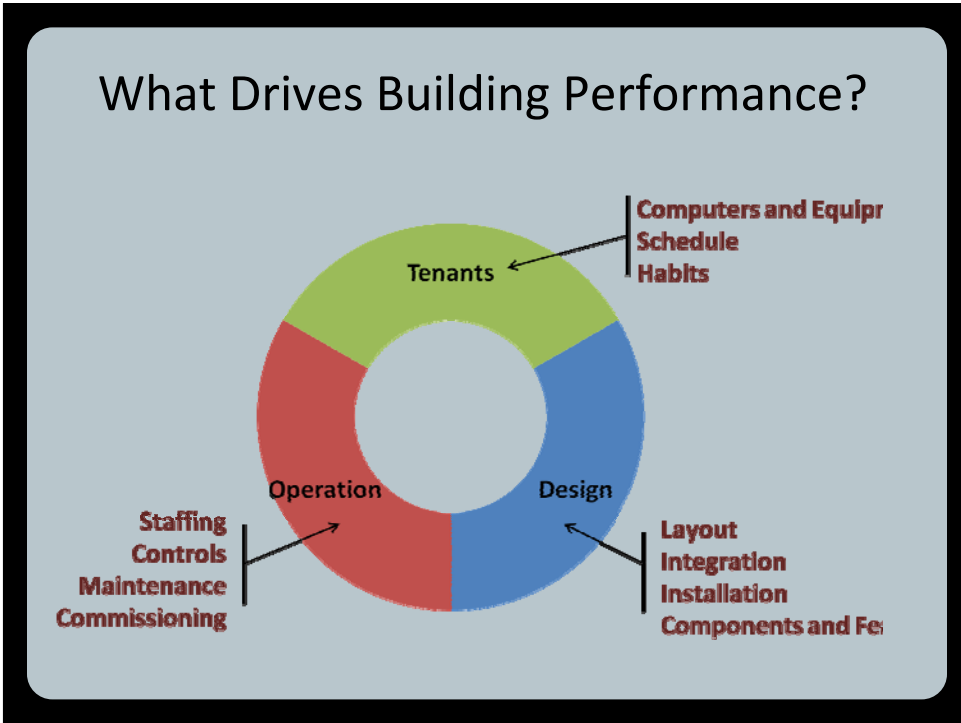 What Drives Building Performance?
Computers and Equipr
Schedule
Habits
Tenants
Operation
Design
Staffing
Controls
Maintenance
Commissioning
Layout
Integration
Installation
Components and Fe